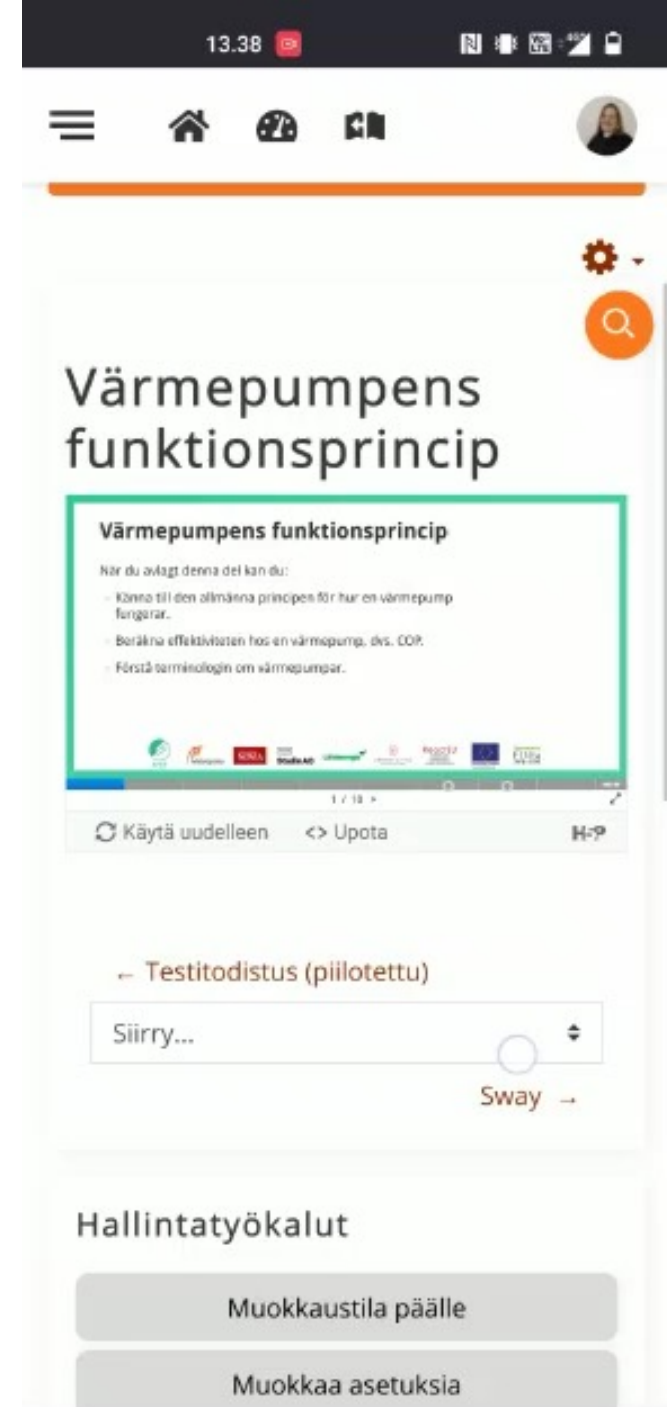 13.38
Värmepumpens
funktionsprincip
Värmepumpens funktionsprincip
När du avlagt denna del kan du:
- Känna till den allmänna principen för hur en värmepump
fungerar.
- Beräkna effektiviteten hos en värmepump, dvs. COP.
- Förstå terminologin om värmepumpar.
1 / 10 >
Käytä uudelleen <> Upota H-P
← Testitodistus (piilotettu)
Siirry...
Sway →
Hallintatyökalut
Muokkaustila päälle
Muokkaa asetuksia